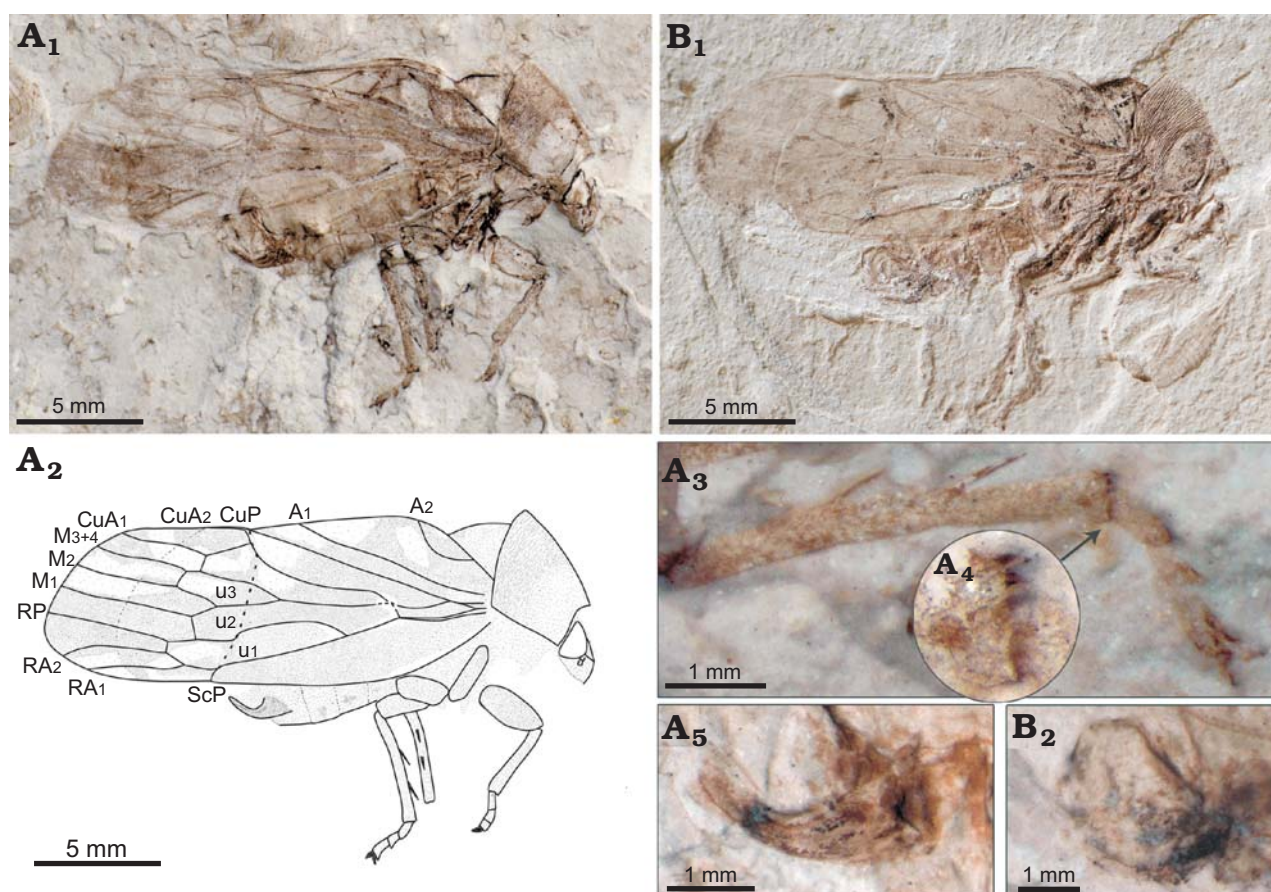 A1
B1
5 mm
5 mm
A2
CuA1 CuA2 CuP A1 A2
M3+4
M2
M1
RP
RA2
RA1
ScP
u3
u2
u1
5 mm
A3
A4
1 mm
A5
1 mm
B2
1 mm